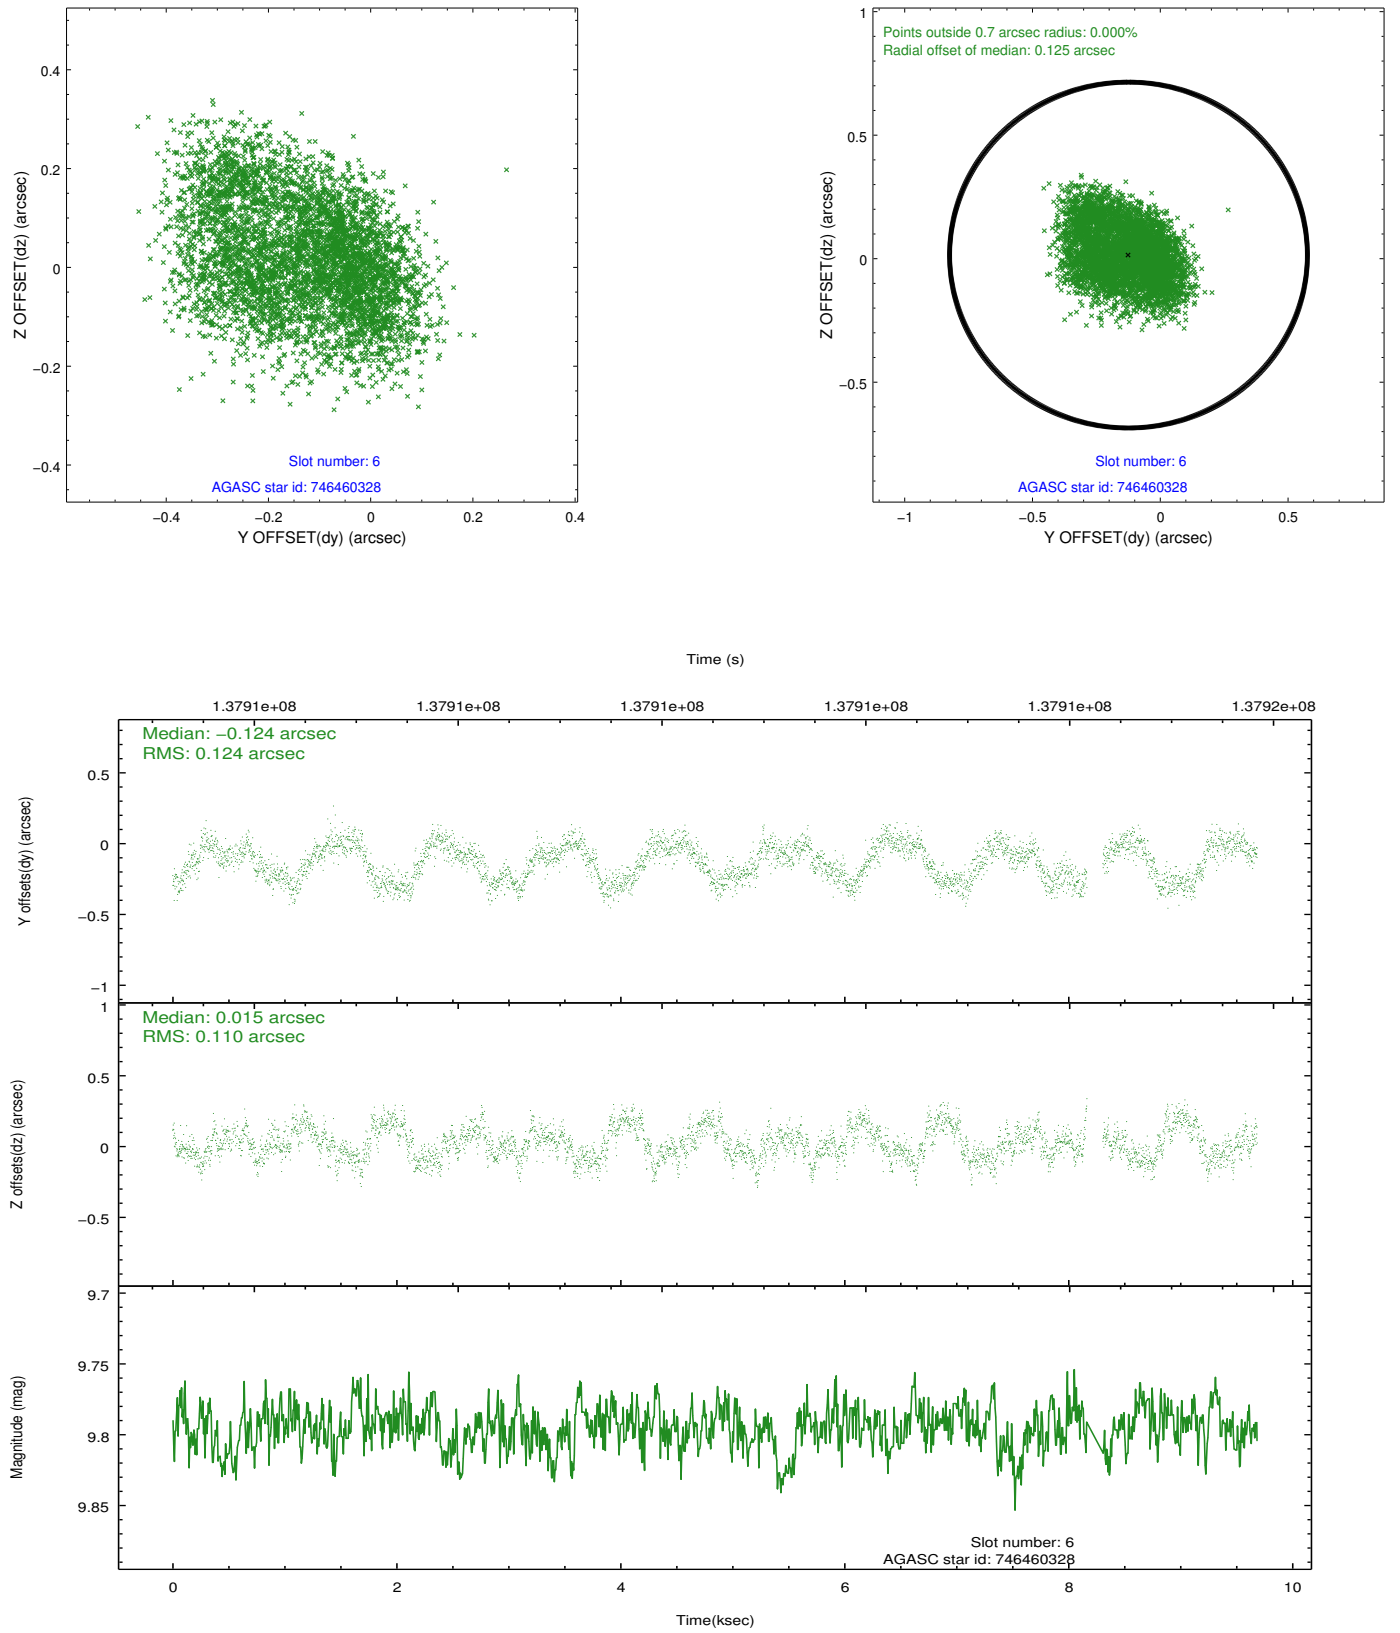 0.4
0.2
0
−0.2
−0.4
Z OFFSET(dz) (arcsec)
Slot number: 6
AGASC star id: 746460328
−0.4 −0.2 0 0.2 0.4
Y OFFSET(dy) (arcsec)
Points outside 0.7 arcsec radius: 0.000%
Radial offset of median: 0.125 arcsec
1
0.5
0
−0.5
Z OFFSET(dz) (arcsec)
Slot number: 6
AGASC star id: 746460328
−1 −0.5 0 0.5
Y OFFSET(dy) (arcsec)
Time (s)
1.3791e+08 1.3791e+08 1.3791e+08 1.3791e+08 1.3791e+08 1.3792e+08
Median: −0.124 arcsec
RMS: 0.124 arcsec
0.5
0
−0.5
−1
Y offsets(dy) (arcsec)
Median: 0.015 arcsec
RMS: 0.110 arcsec
1
0.5
0
−0.5
Z offsets(dz) (arcsec)
9.7
9.75
9.8
9.85
Magnitude (mag)
Slot number: 6
AGASC star id: 746460328
0 2 4 6 8 10
Time(ksec)